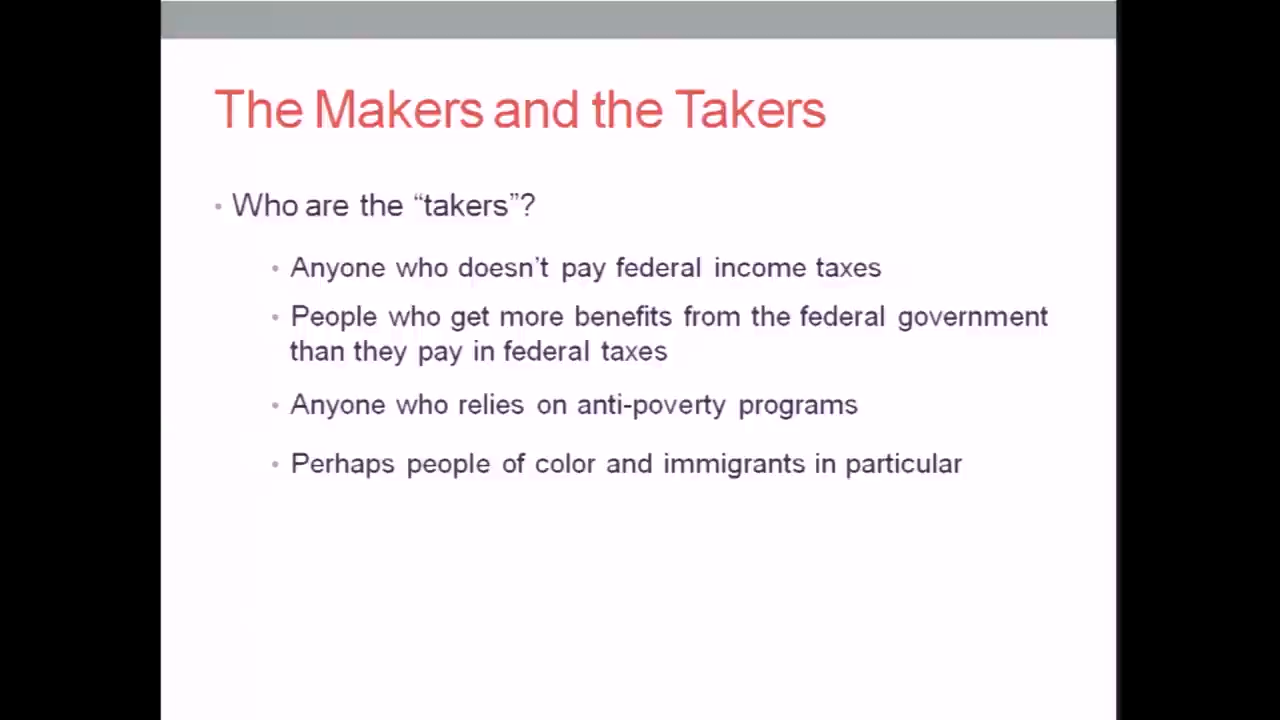 The Makers and the Takers
• Who are the “takers”?
• Anyone who doesn’t pay federal income taxes
• People who get more benefits from the federal government
than they pay in federal taxes
• Anyone who relies on anti-poverty programs
• Perhaps people of color and immigrants in particular